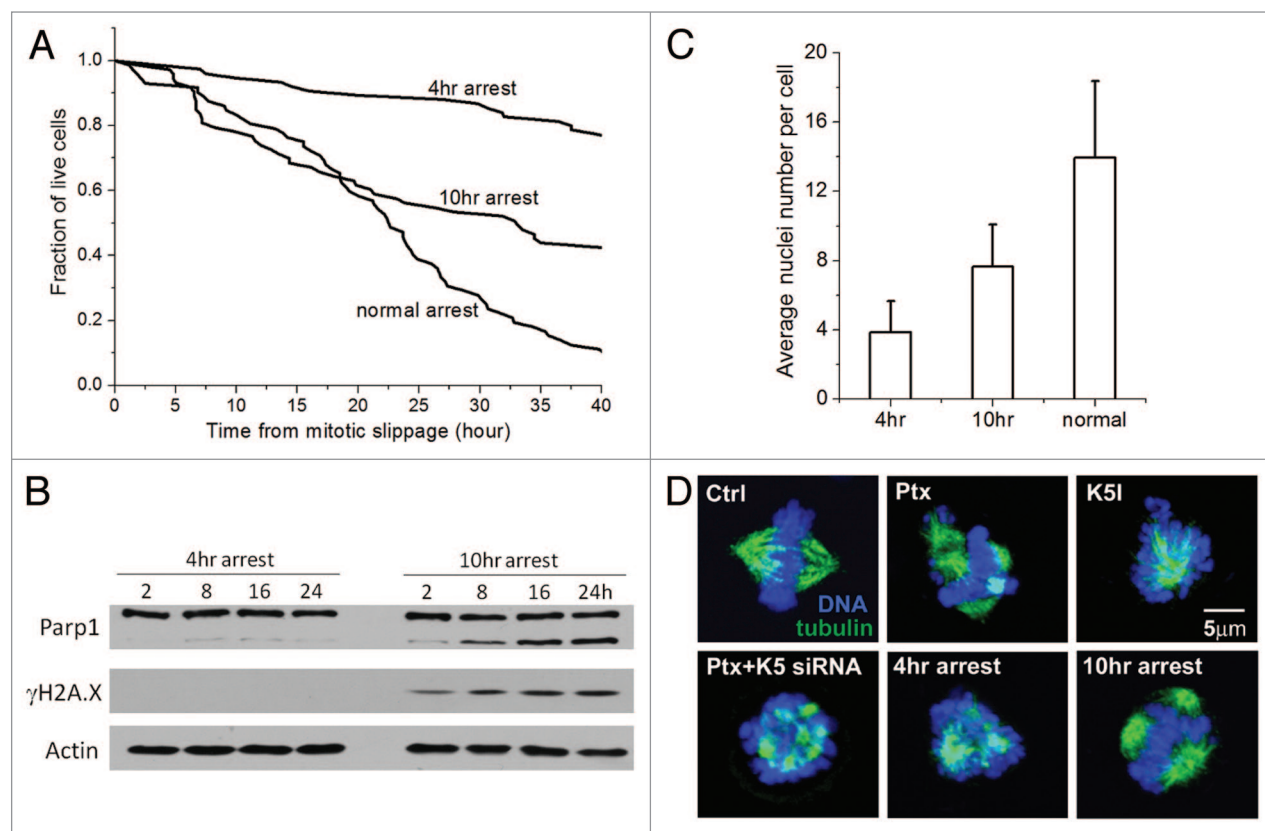 A
Fraction of live cells
1.0
0.8
0.6
0.4
0.2
0.0
4hr arrest
10hr arrest
normal arrest
0 5 10 15 20 25 30 35 40
Time from mitotic slippage (hour)
C
Average nuclei number per cell
20
16
12
8
4
0
4hr 10hr normal
B
4hr arrest 10hr arrest
2 8 16 24 2 8 16 24h
Parp1
γH2A.X
Actin
D
Ctrl Ptx K5I
DNA
tubulin
5μm
Ptx+K5 siRNA 4hr arrest 10hr arrest